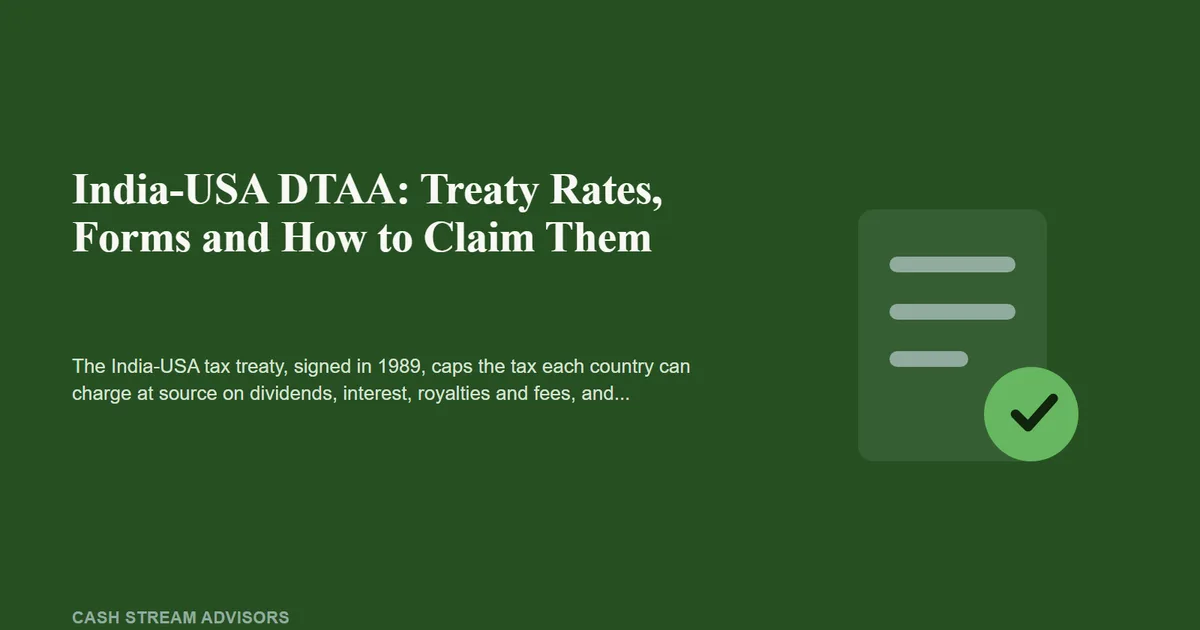 India-USA DTAA: Treaty Rates,
Forms and How to Claim Them
The India-USA tax treaty, signed in 1989, caps the tax each country can
charge at source on dividends, interest, royalties and fees, and...
CASH STREAM ADVISORS